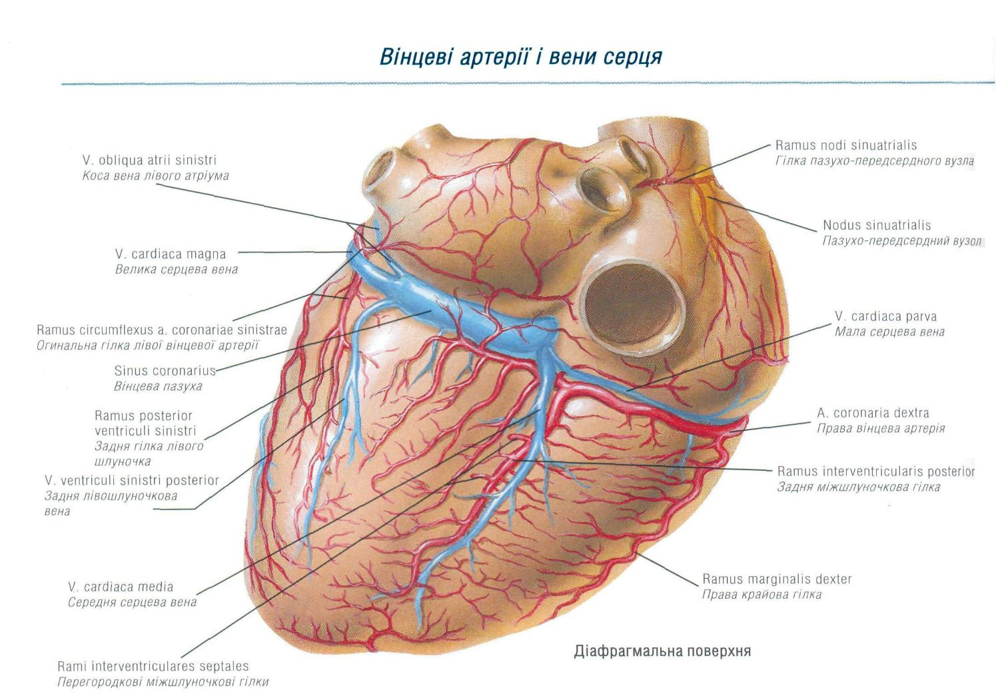 Вінцеві артерії і вени серця
V. obliqua atrii sinistri
Коса вена лівого атріума
V. cardiaca magna
Велика серцева вена
Ramus circumflexus a. coronariae sinistrae
Огинальна гілка лівої вінцевої артерії
Sinus coronarius
Вінцева пазуха
Ramus posterior
ventriculi sinistri
Задня гілка лівого
шлуночка
V. ventriculi sinistri posterior
Задня лівошлуночкова
вена
V. cardiaca media
Середня серцева вена
Rami interventriculares septales
Перегородкові міжшлуночкові гілки
Ramus nodi sinuatrialis
Гілка пазухо-передсердного вузла
Nodus sinuatrialis
Пазухо-передсердний вузол
V. cardiaca parva
Мала серцева вена
A. coronaria dextra
Права вінцева артерія
Ramus interventricularis posterior
Задня міжшлуночкова гілка
Ramus marginalis dexter
Права крайова гілка
Діафрагмальна поверхня